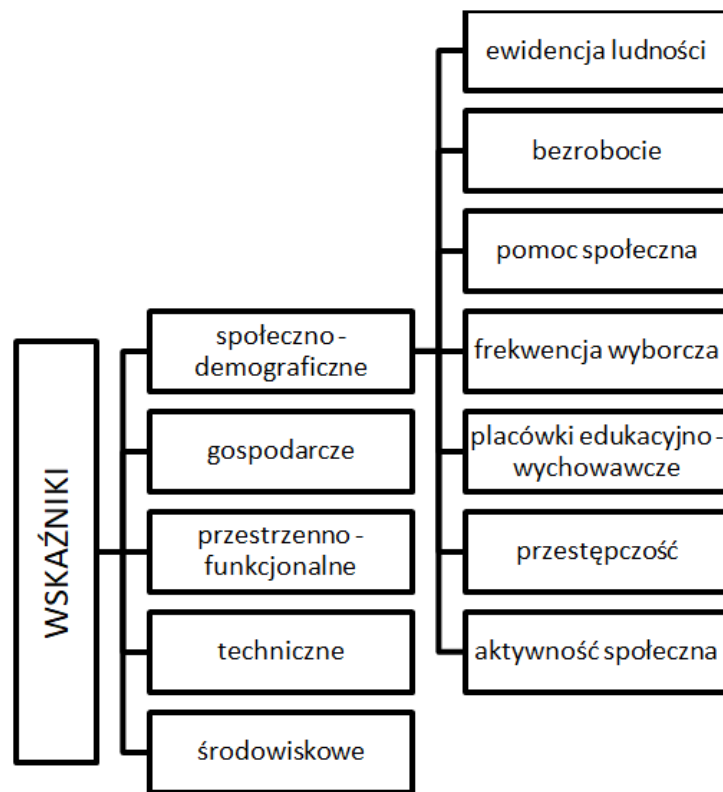 WSKAŹNIKI
społeczno-
demograficzne
gospodarcze
przestrzenno-
funkcjonalne
techniczne
środowiskowe
ewidencja ludności
bezrobocie
pomoc społeczna
frekwencja wyborcza
placówki edukacyjno-
wychowawcze
przestępczość
aktywność społeczna